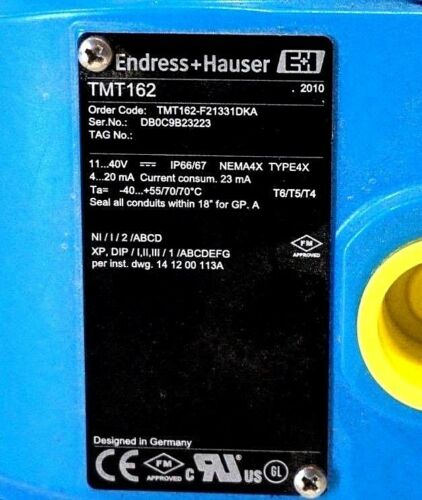 Endress+Hauser E+H
TMT162 . 2010
Order Code: TMT162-F21331DKA
Ser.No.: DB0C9B23223
TAG No.:
11...40V IP66/67 NEMA4X TYPE4X
4...20 mA Current consum. 23 mA
Ta= -40...+55/70/70°C T6/T5/T4
Seal all conduits within 18" for GP. A
NI / I / 2 /ABCD
XP, DIP / I,II,III / 1 /ABCDEFG
per inst. dwg. 14 12 00 113A
FM
APPROVED
Designed in Germany
CE FM APPROVED c RU us GL